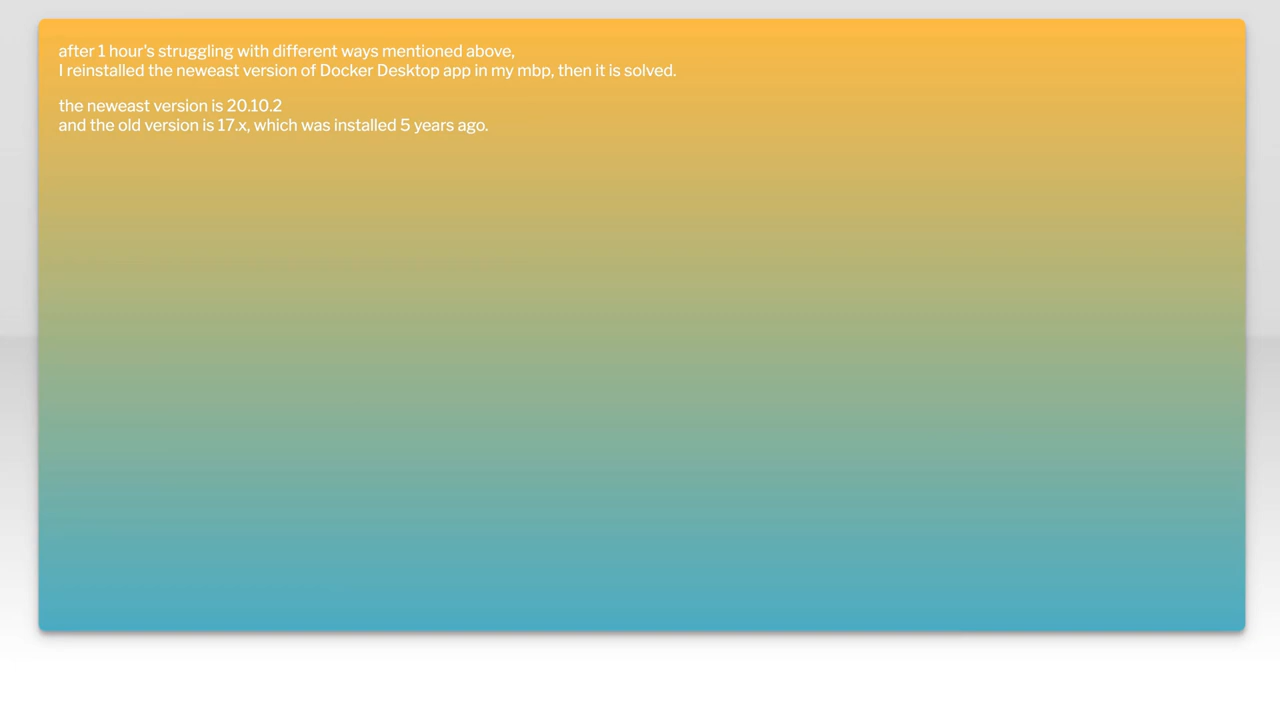 after 1 hour's struggling with different ways mentioned above,
I reinstalled the neweast version of Docker Desktop app in my mbp, then it is solved.
the neweast version is 20.10.2
and the old version is 17.x, which was installed 5 years ago.